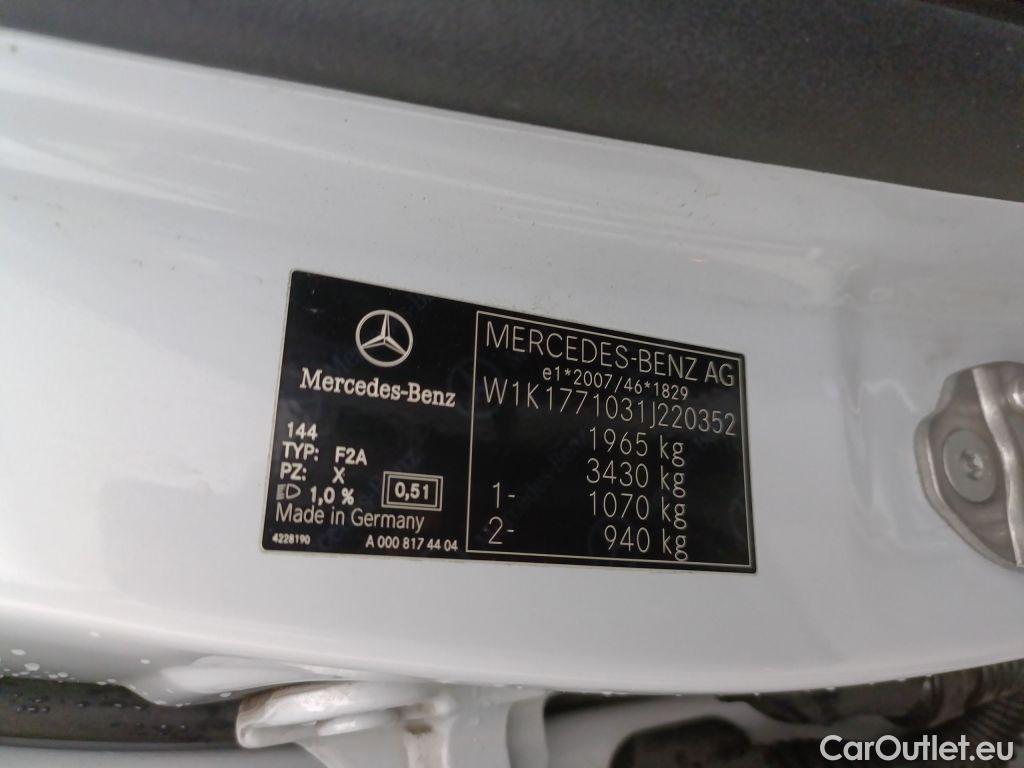 Mercedes-Benz
144
TYP: F2A
PZ: X
1,0 % 0,51
Made in Germany
4228190 A 000 817 44 04
MERCEDES-BENZ AG
e1*2007/46*1829
W1K1771031J220352
1965 kg
3430 kg
1- 1070 kg
2- 940 kg
CarOutlet.eu